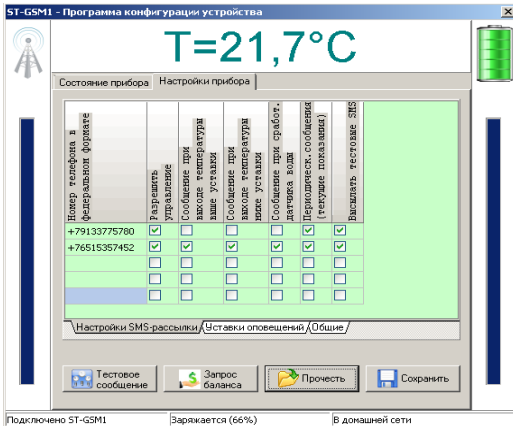 ST-GSM1 - Программа конфигурации устройства
T=21,7°C
Состояние прибора Настройки прибора
Номер телефона в
федеральном формате
Разрешить
управление
Сообщение при
выходе температуры
выше уставки
Сообщение при
выходе температуры
ниже уставки
Сообщение при сработ.
датчика воды
Периодическ. сообщения
(текущие показания)
Высылать тестовые SMS
+79133775780
+76515357452
Настройки SMS-рассылки Уставки оповещений Общие
Тестовое
сообщение
Запрос
баланса
Прочесть
Сохранить
Подключено ST-GSM1 Заряжается (66%) В домашней сети